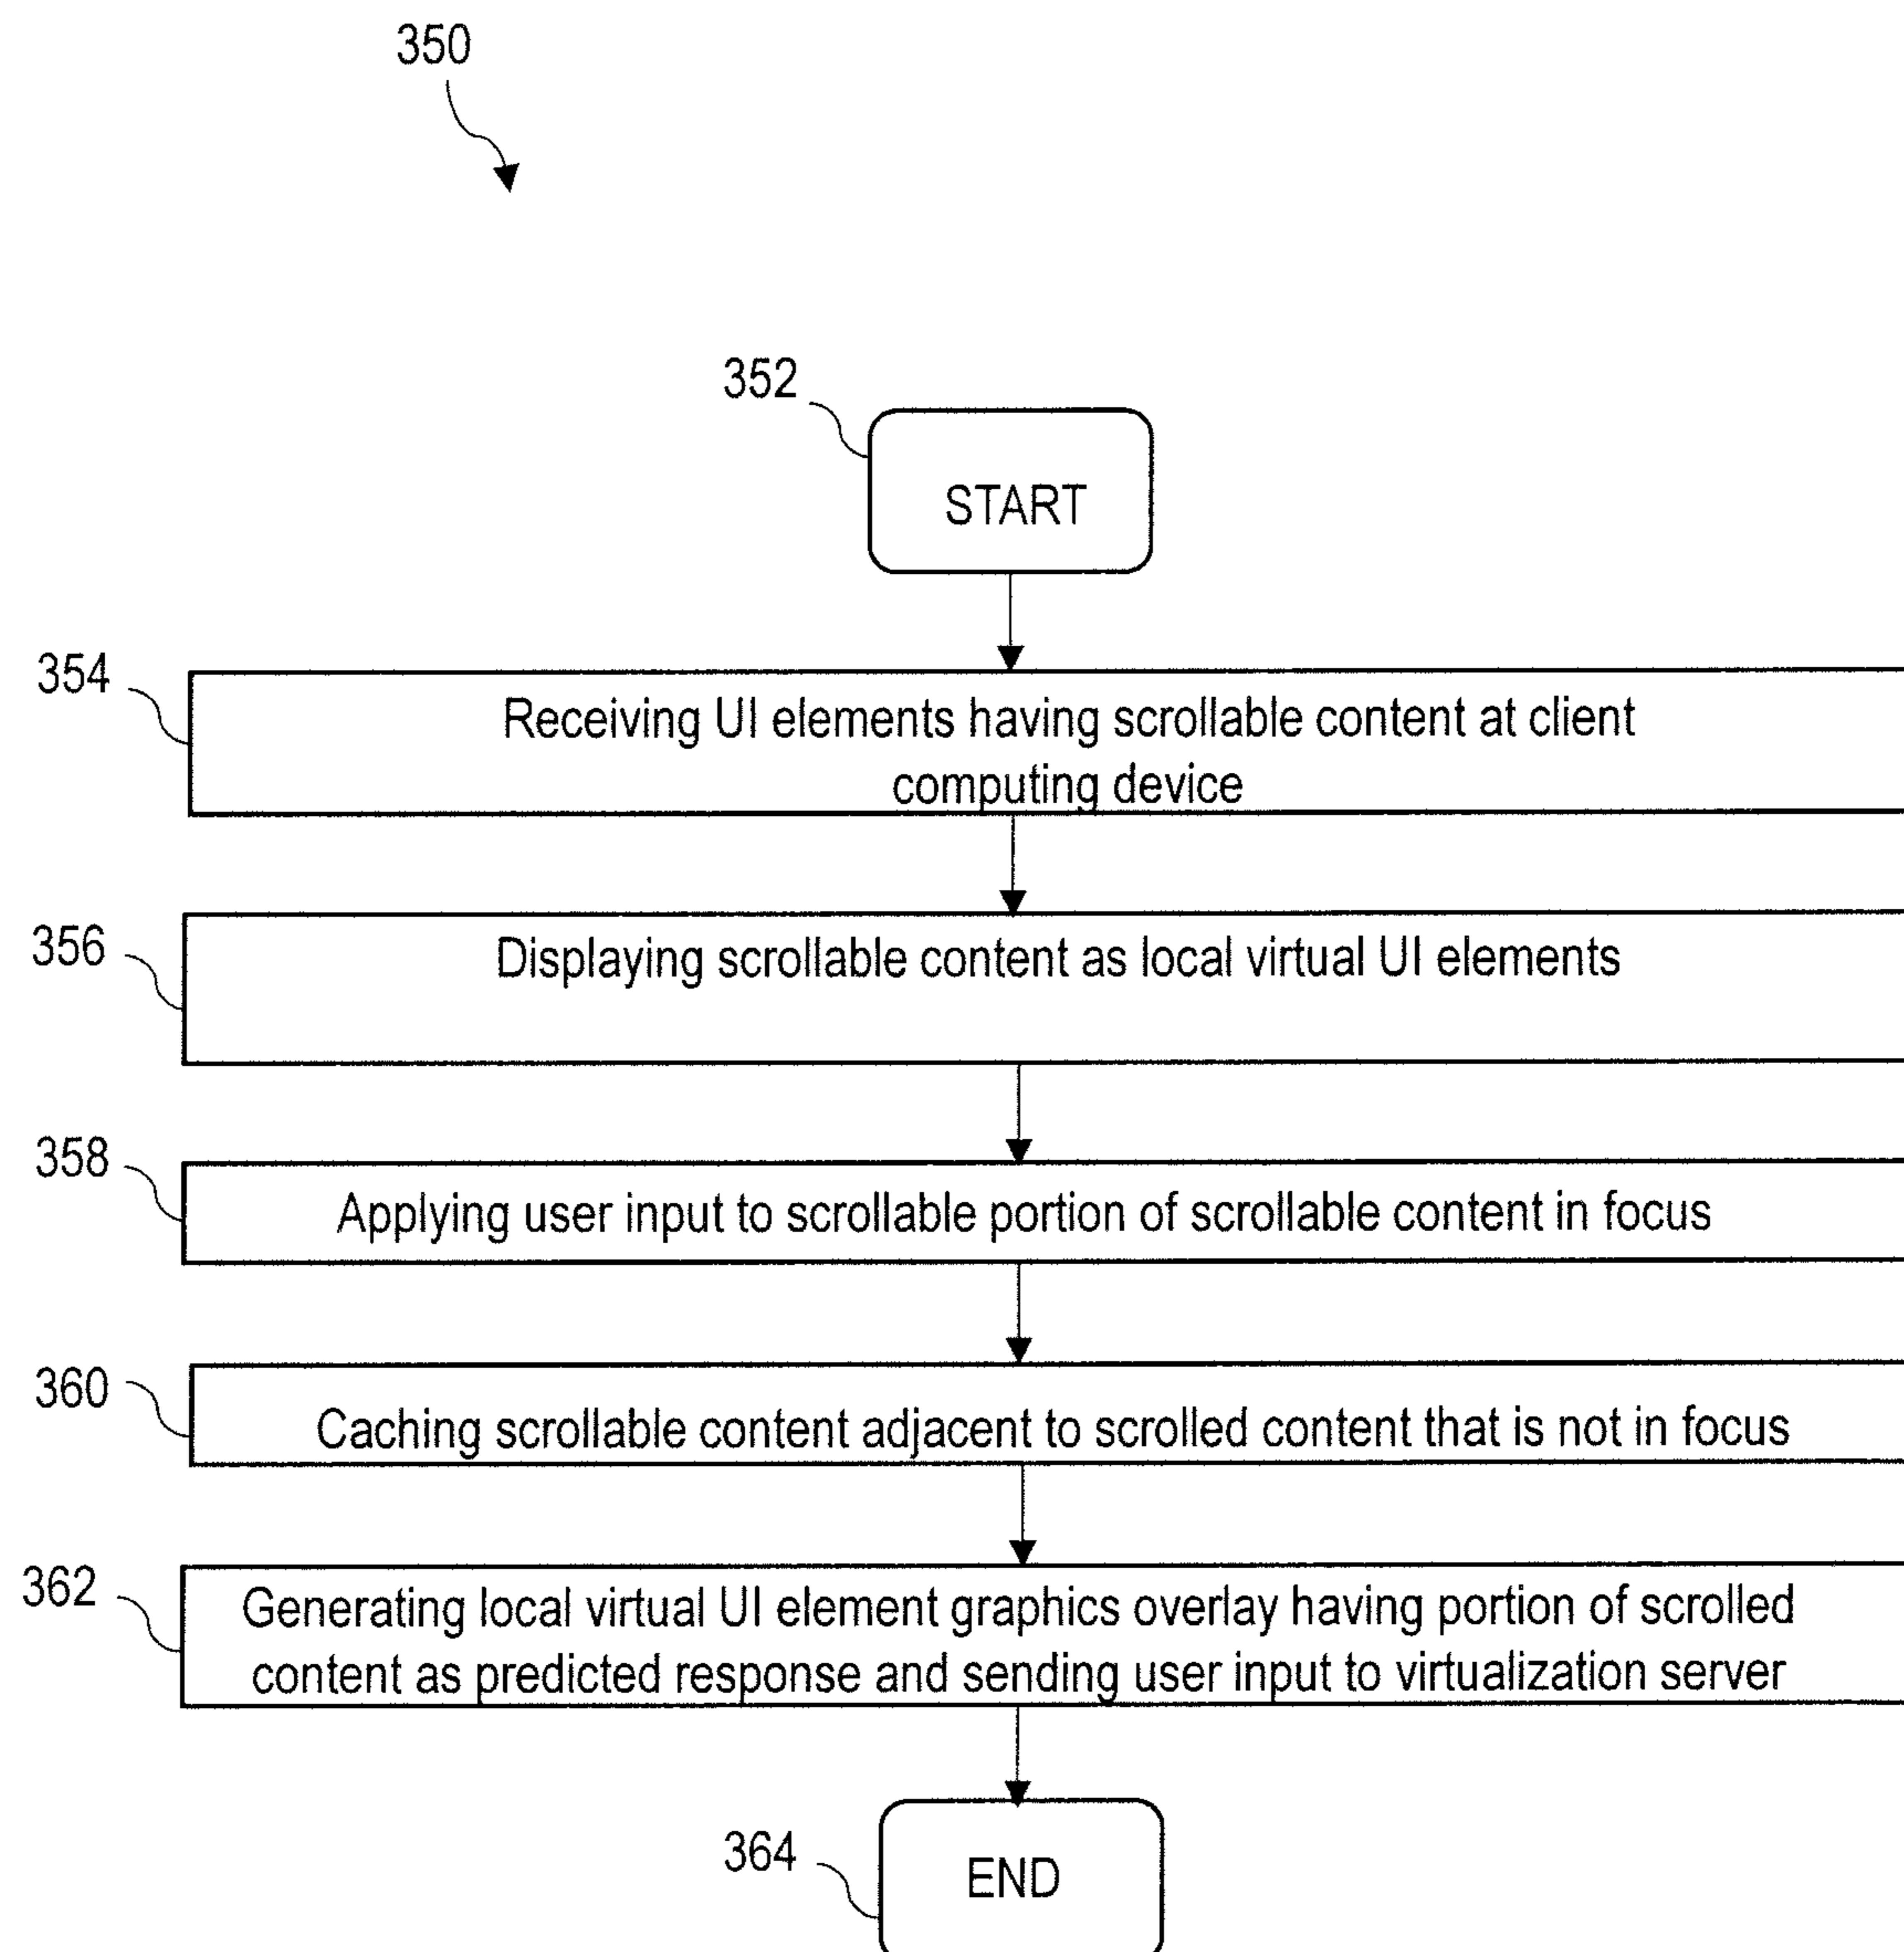 350
352
START
354
Receiving UI elements having scrollable content at client
computing device
356
Displaying scrollable content as local virtual UI elements
358
Applying user input to scrollable portion of scrollable content in focus
360
Caching scrollable content adjacent to scrolled content that is not in focus
362
Generating local virtual UI element graphics overlay having portion of scrolled
content as predicted response and sending user input to virtualization server
364
END